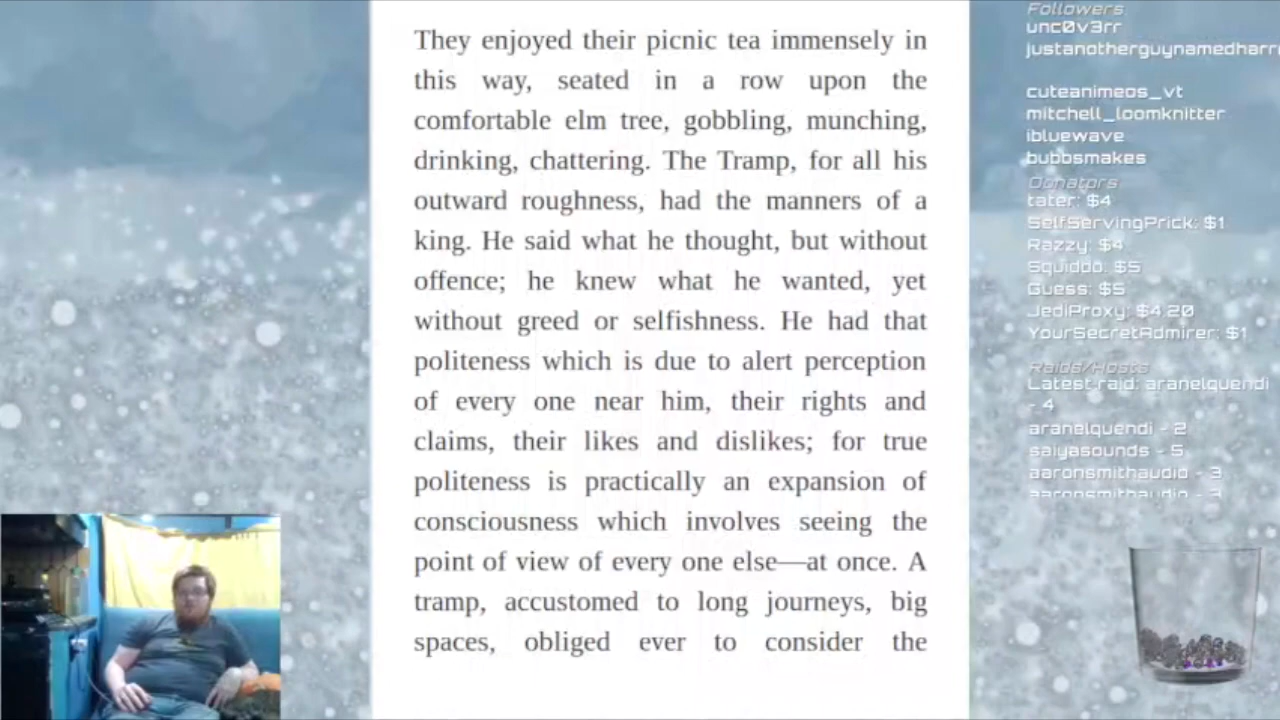 They enjoyed their picnic tea immensely in
this way, seated in a row upon the
comfortable elm tree, gobbling, munching,
drinking, chattering. The Tramp, for all his
outward roughness, had the manners of a
king. He said what he thought, but without
offence; he knew what he wanted, yet
without greed or selfishness. He had that
politeness which is due to alert perception
of every one near him, their rights and
claims, their likes and dislikes; for true
politeness is practically an expansion of
consciousness which involves seeing the
point of view of every one else—at once. A
tramp, accustomed to long journeys, big
spaces, obliged ever to consider the
Followers
unc0v3rr
cuteanimeos_vt
mitchell_loomknitter
ibluewave
bubbsmakes
Donators
tater: $4
SelfServingPrick: $1
Razzy: $4
Squiddo: $5
Guess: $5
JediProxy: $4.20
YourSecretAdmirer: $1
Raids/Hosts
Latest raid: aranelquendi
- 4
aranelquendi - 2
saiyasounds - 5
aaronsmithaudio - 3
aaronsmithaudio - 3